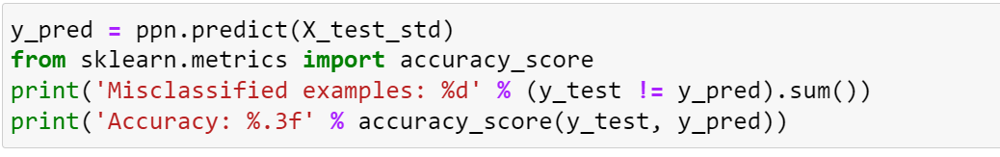 y_pred = ppn.predict(X_test_std)
from sklearn.metrics import accuracy_score
print('Misclassified examples: %d' % (y_test != y_pred).sum())
print('Accuracy: %.3f' % accuracy_score(y_test, y_pred))